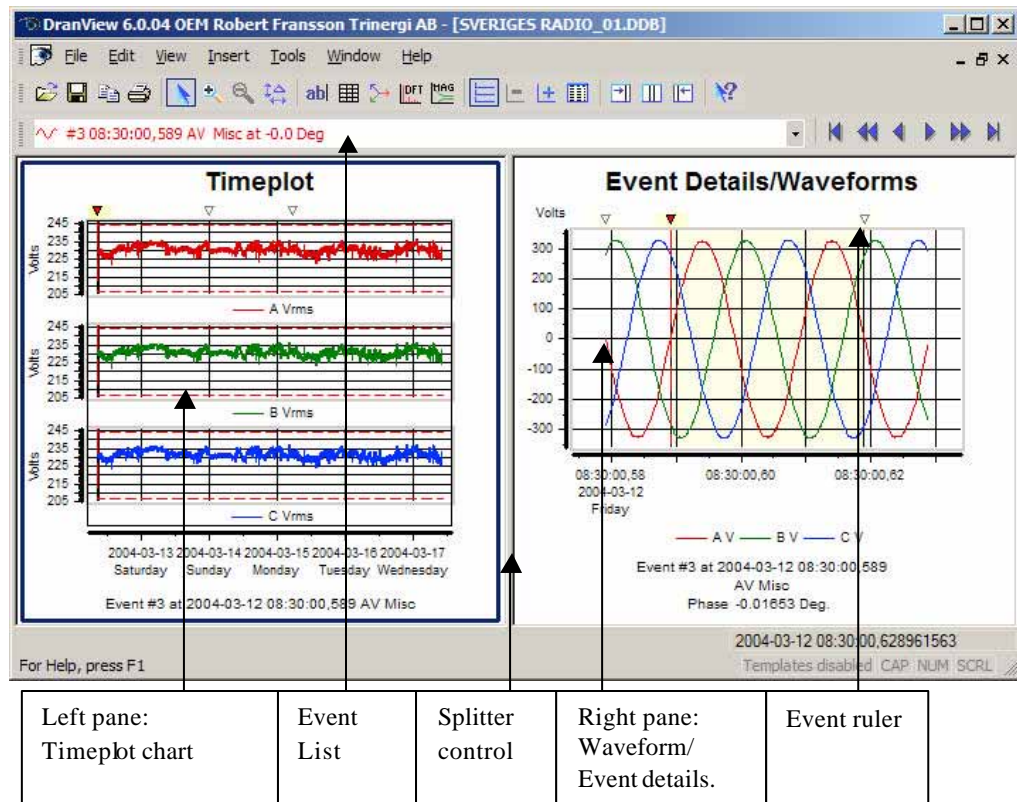 DranView 6.0.04 OEM Robert Fransson Trinergi AB - [SVERIGES RADIO_01.DDB]
File Edit View Insert Tools Window Help
abl DFT MAG
#3 08:30:00,589 AV Misc at -0.0 Deg
Timeplot
245
235
225
215
205
Volts
A Vrms
245
235
225
215
205
Volts
B Vrms
245
235
225
215
205
Volts
C Vrms
2004-03-13 2004-03-14 2004-03-15 2004-03-16 2004-03-17
Saturday Sunday Monday Tuesday Wednesday
Event #3 at 2004-03-12 08:30:00,589 AV Misc
Event Details/Waveforms
Volts
300
200
100
0
-100
-200
-300
08:30:00,58 08:30:00,60 08:30:00,62
2004-03-12
Friday
A V B V C V
Event #3 at 2004-03-12 08:30:00,589
AV Misc
Phase -0.01653 Deg.
2004-03-12 08:30:00,628961563
For Help, press F1
Templates disabled CAP NUM SCRL
Left pane:
Timeplot chart
Event
List
Splitter
control
Right pane:
Waveform/
Event details.
Event ruler